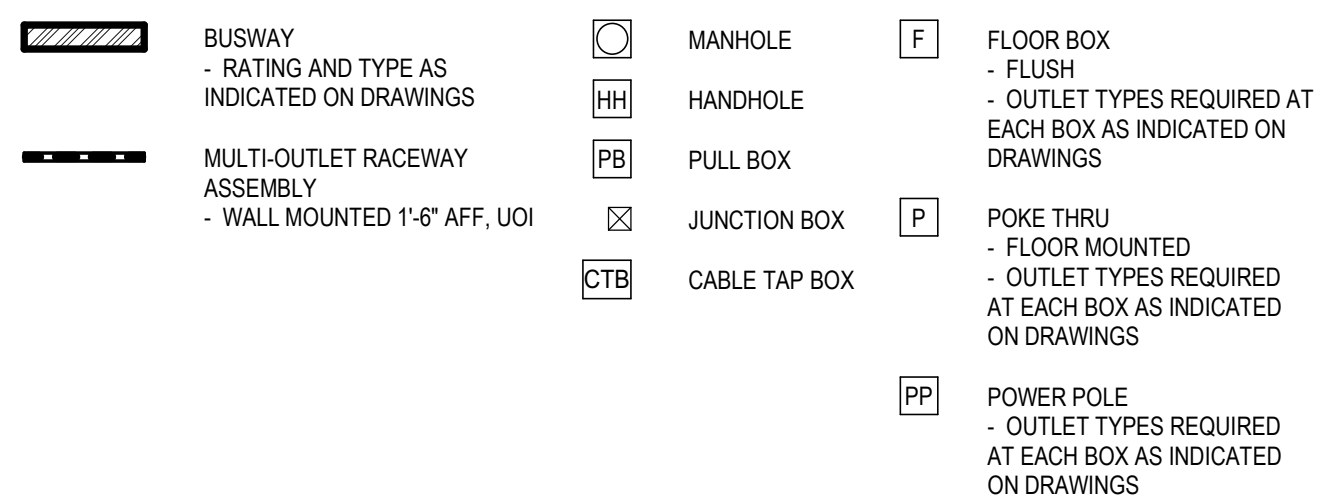 BUSWAY
- RATING AND TYPE AS
INDICATED ON DRAWINGS
MULTI-OUTLET RACEWAY
ASSEMBLY
- WALL MOUNTED 1'-6" AFF, UOI
MANHOLE
HH HANDHOLE
PB PULL BOX
JUNCTION BOX
CTB CABLE TAP BOX
F FLOOR BOX
- FLUSH
- OUTLET TYPES REQUIRED AT
EACH BOX AS INDICATED ON
DRAWINGS
P POKE THRU
- FLOOR MOUNTED
- OUTLET TYPES REQUIRED
AT EACH BOX AS INDICATED
ON DRAWINGS
PP POWER POLE
- OUTLET TYPES REQUIRED
AT EACH BOX AS INDICATED
ON DRAWINGS